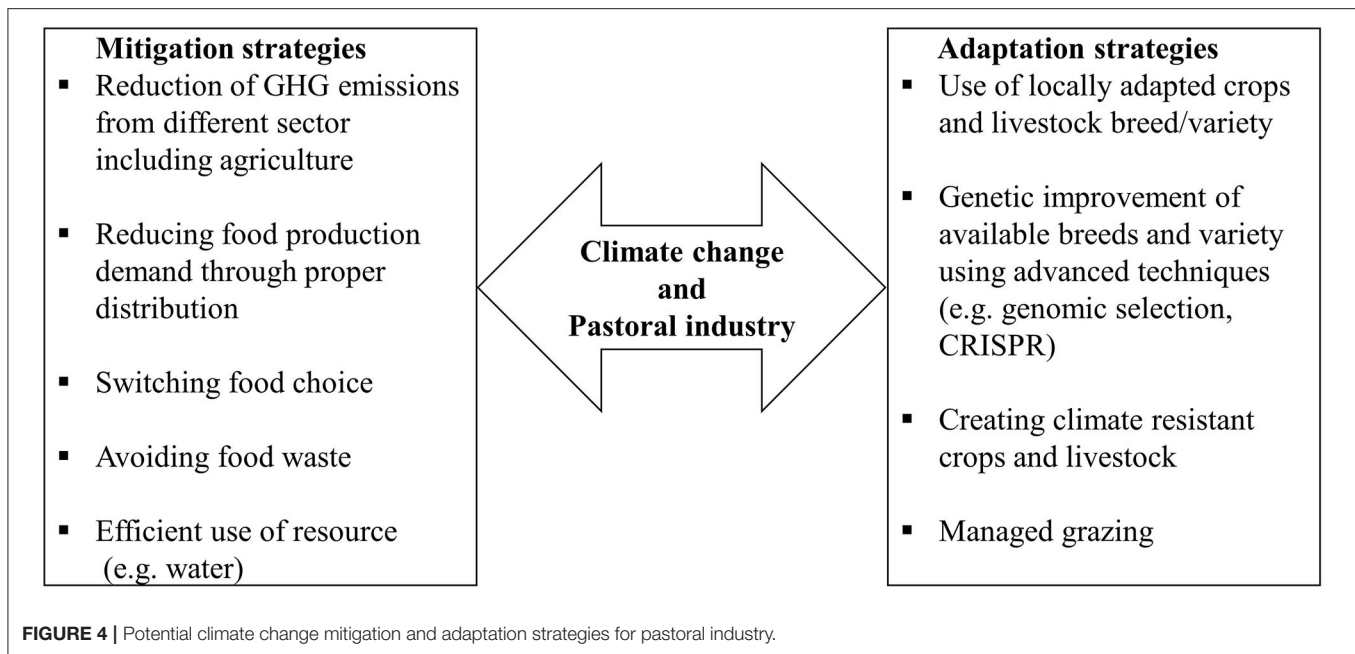 Mitigation strategies
▪ Reduction of GHG emissions
from different sector
including agriculture
▪ Reducing food production
demand through proper
distribution
▪ Switching food choice
▪ Avoiding food waste
▪ Efficient use of resource
(e.g. water)
Climate change
and
Pastoral industry
Adaptation strategies
▪ Use of locally adapted crops
and livestock breed/variety
▪ Genetic improvement of
available breeds and variety
using advanced techniques
(e.g. genomic selection,
CRISPR)
▪ Creating climate resistant
crops and livestock
▪ Managed grazing
FIGURE 4 | Potential climate change mitigation and adaptation strategies for pastoral industry.